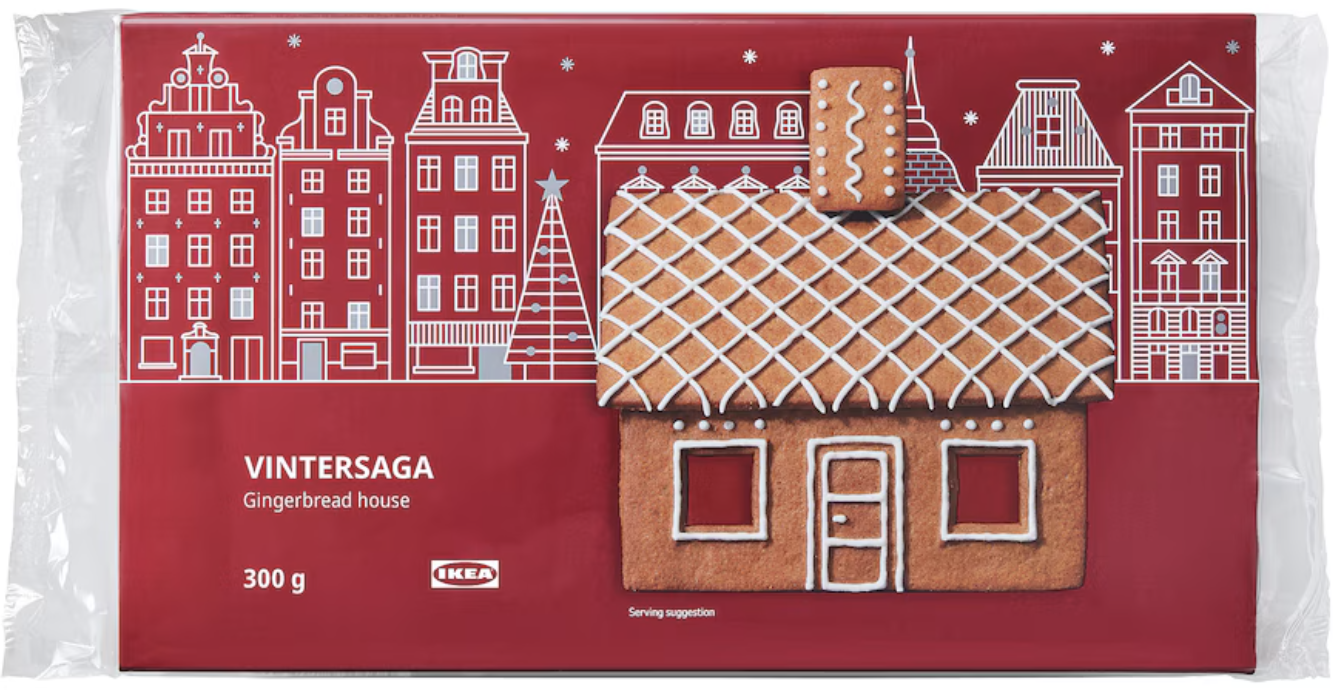 VINTERSAGA
Gingerbread house
300 g
IKEA
Serving suggestion